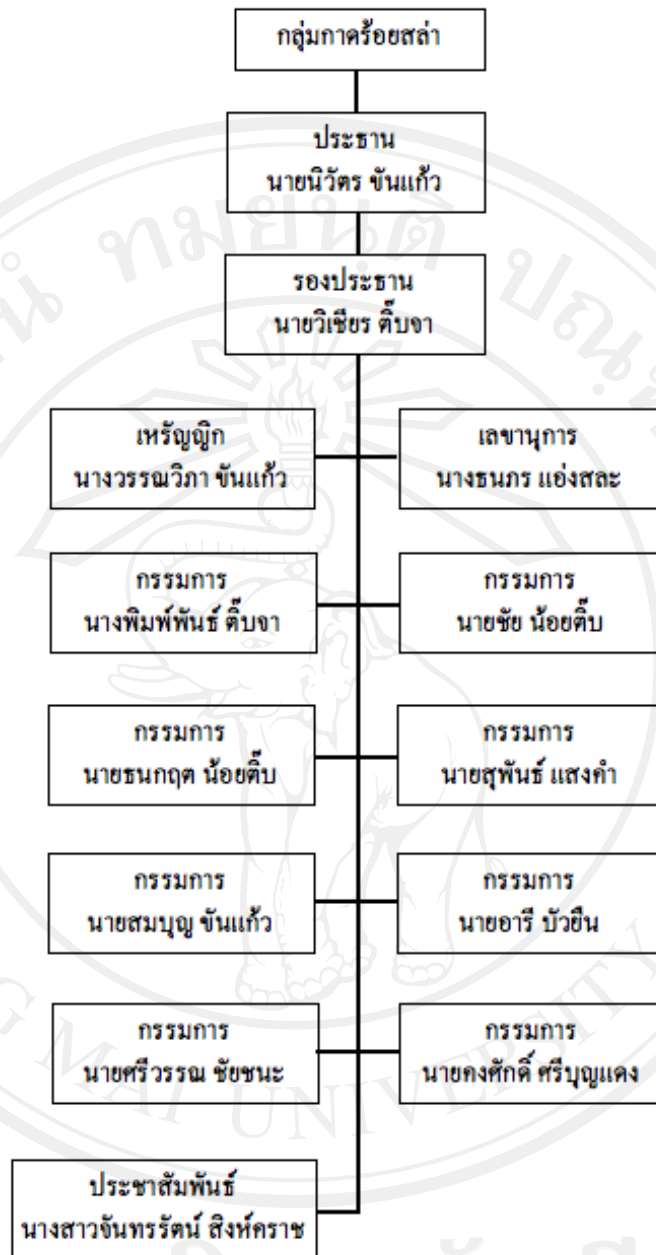 กลุ่มกาดร้อยสล่า
ประธาน
นายนิวัตร ขันแก้ว
รองประธาน
นายวิเชียร ติ๊บจา
เหรัญญิก
นางวรรณวิภา ขันแก้ว
เลขานุการ
นางธนภร แอ่งสละ
กรรมการ
นางพิมพ์พันธ์ ติ๊บจา
กรรมการ
นายชัย น้อยติ๊บ
กรรมการ
นายธนกฤต น้อยติ๊บ
กรรมการ
นายสุพันธ์ แสงคำ
กรรมการ
นายสมบุญ ขันแก้ว
กรรมการ
นายอารี บัวยืน
กรรมการ
นายศรีวรรณ ชัยชนะ
กรรมการ
นายคงศักดิ์ ศรีบุญแดง
ประชาสัมพันธ์
นางสาวจันทรรัตน์ สิงห์คราช
ทมยนฺติ
G MAI UNIVERSITY